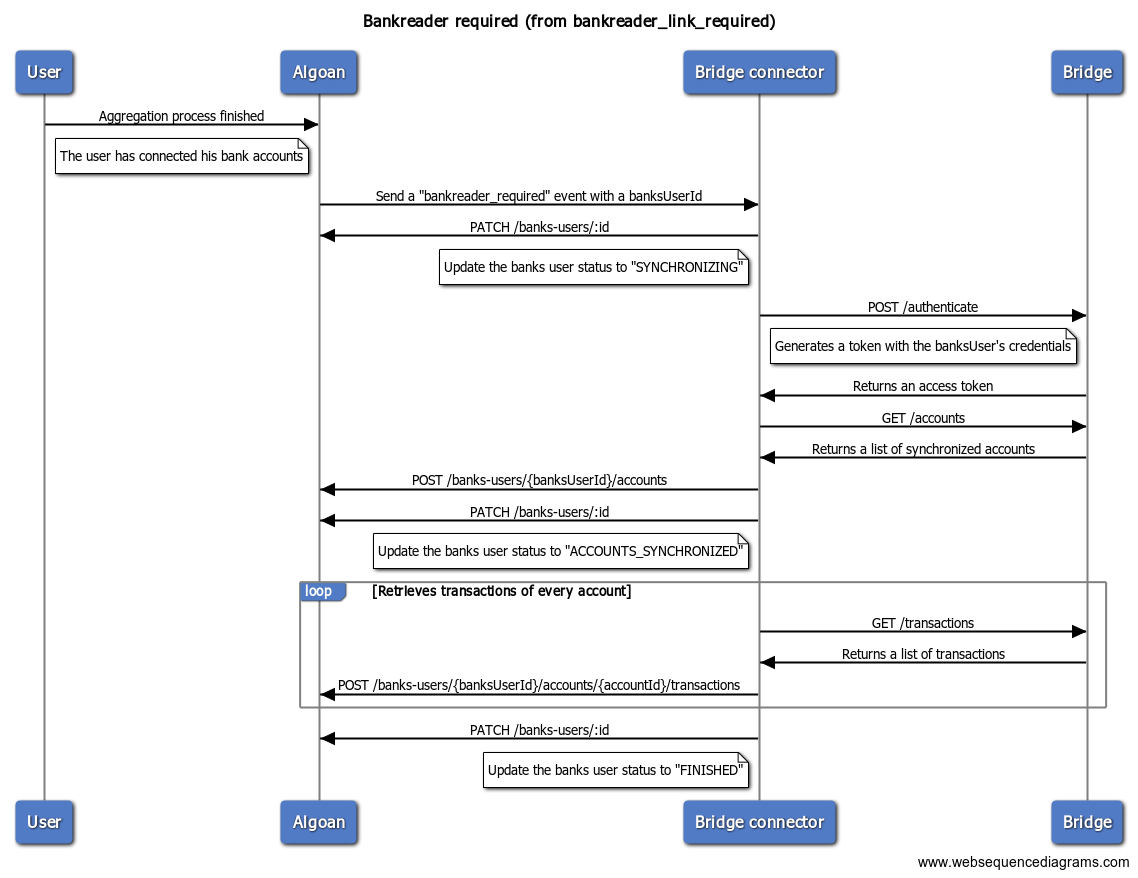 Bankreader required (from bankreader_link_required)
User
Algoan
Bridge connector
Bridge
Aggregation process finished
The user has connected his bank accounts
Send a "bankreader_required" event with a banksUserId
PATCH /banks-users/:id
Update the banks user status to "SYNCHRONIZING"
POST /authenticate
Generates a token with the banksUser's credentials
Returns an access token
GET /accounts
Returns a list of synchronized accounts
POST /banks-users/{banksUserId}/accounts
PATCH /banks-users/:id
Update the banks user status to "ACCOUNTS_SYNCHRONIZED"
loop
[Retrieves transactions of every account]
GET /transactions
Returns a list of transactions
POST /banks-users/{banksUserId}/accounts/{accountId}/transactions
PATCH /banks-users/:id
Update the banks user status to "FINISHED"
User
Algoan
Bridge connector
Bridge
www.websequencediagrams.com